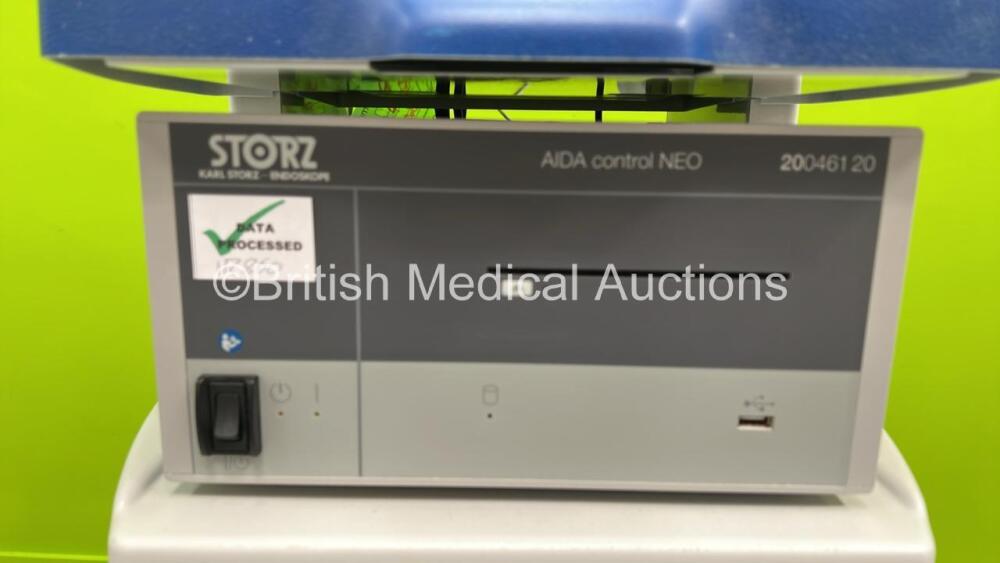 STORZ
KARL STORZ — ENDOSKOPE
AIDA control NEO
20046120
DATA
PROCESSED
©British Medical Auctions